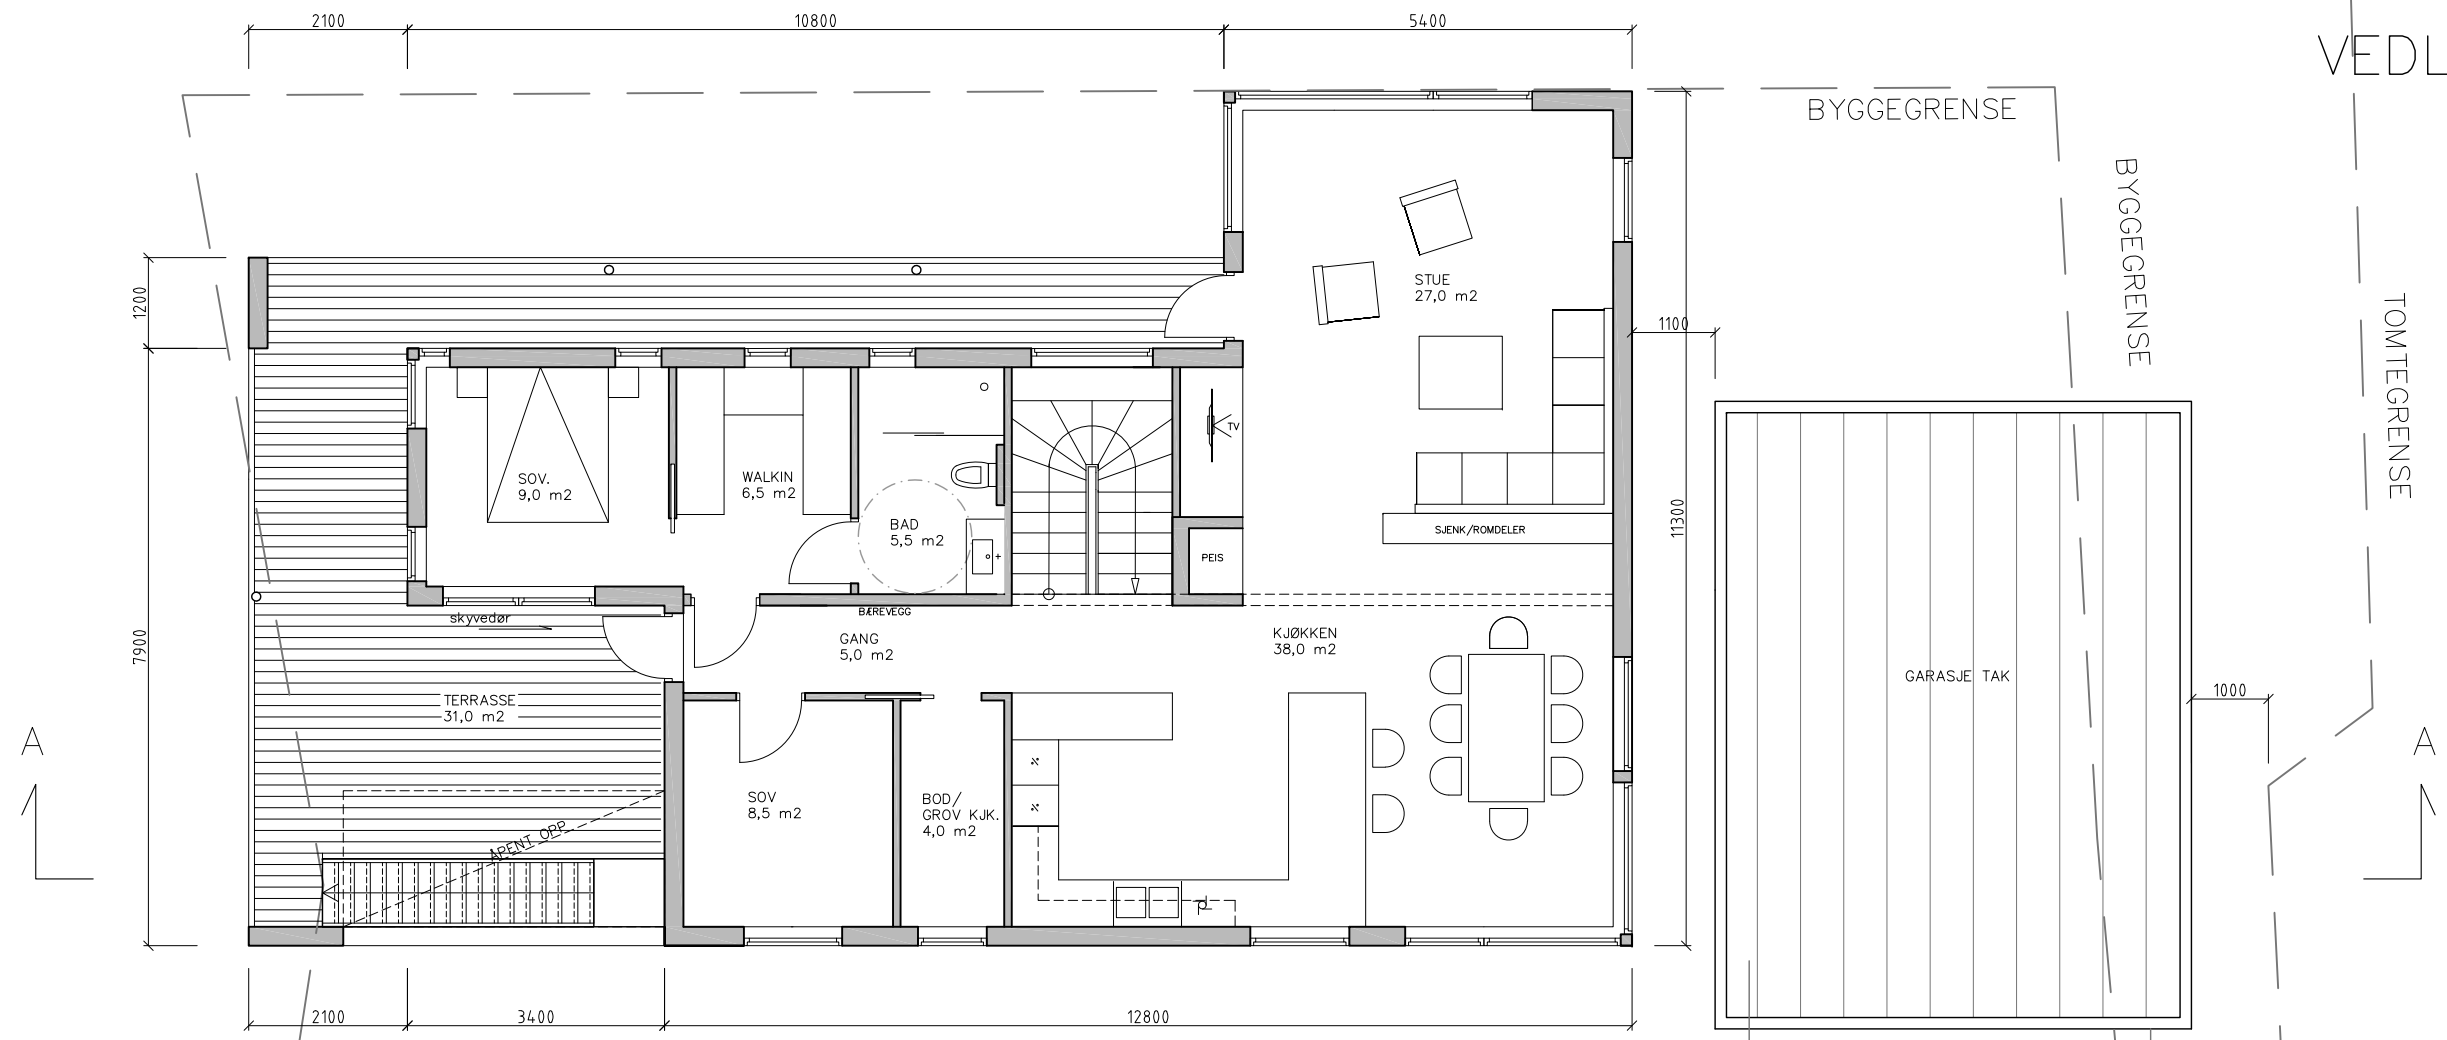 2100
10800
5400
VEDL
BYGGEGRENSE
BYGGEGRENSE
TOMTEGRENSE
1200
STUE
27,0 m2
1100
TV
SOV.
9,0 m2
WALKIN
6,5 m2
BAD
5,5 m2
SJENK/ROMDELER
11300
PEIS
skyvedør
BÆREVEGG
GANG
5,0 m2
KJØKKEN
38,0 m2
7900
GARASJE TAK
1000
TERRASSE
31,0 m2
A
A
SOV
8,5 m2
BOD/
GROV KJK.
4,0 m2
ÅPENT OPP
2100
3400
12800